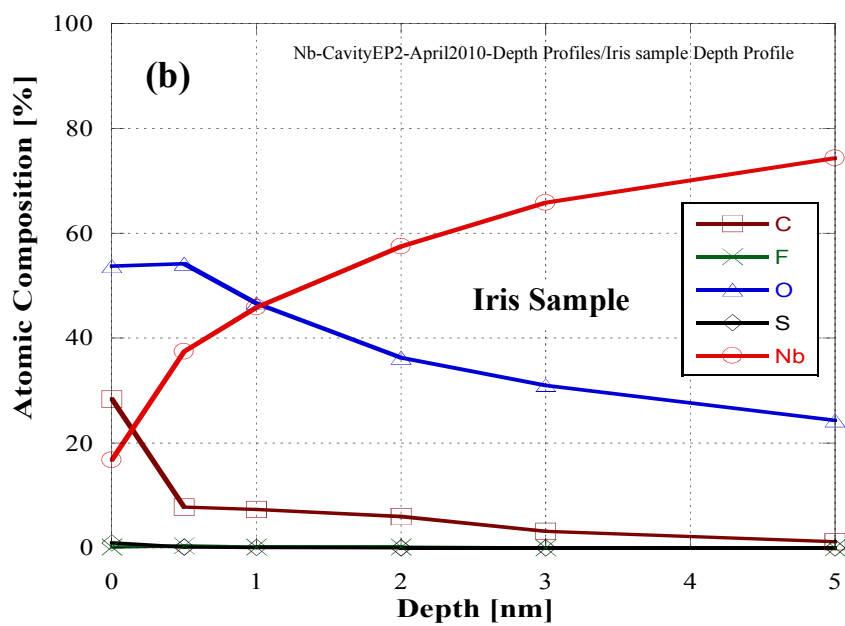 100
Nb-CavityEP2-April2010-Depth Profiles/Iris sample Depth Profile
(b)
80
60
40
20
0
Atomic Composition [%]
C
F
O
S
Nb
Iris Sample
0 1 2 3 4 5
Depth [nm]